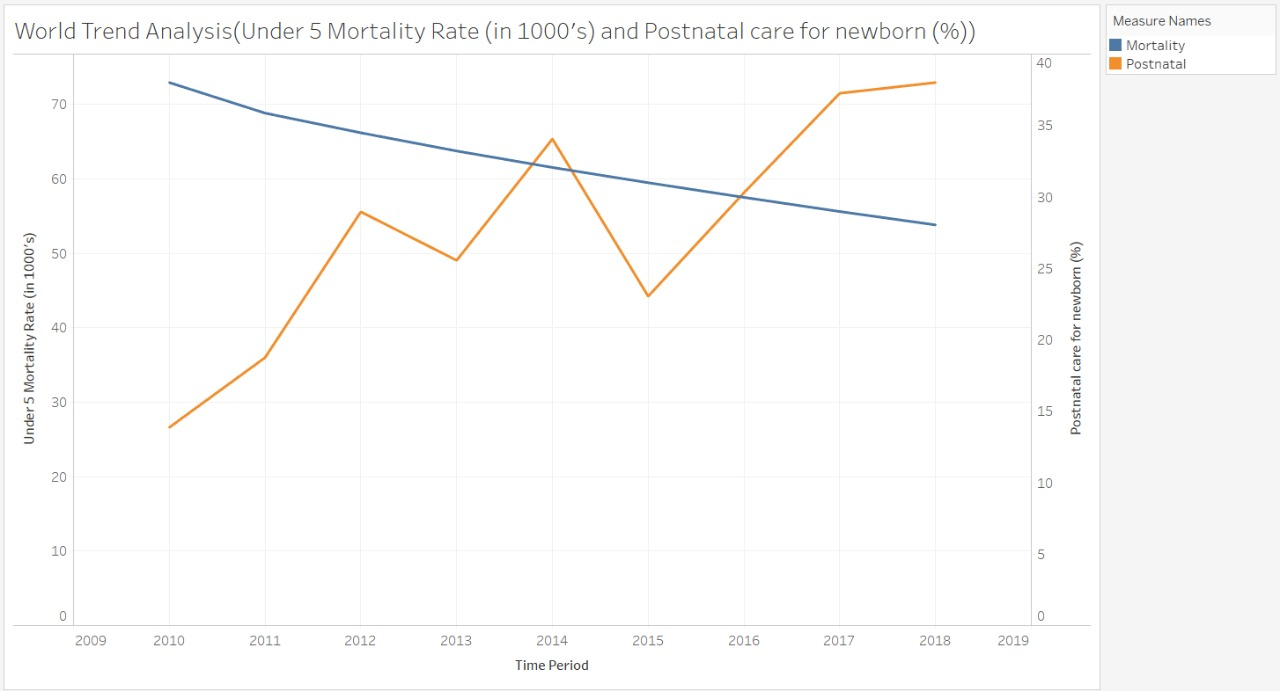 World Trend Analysis(Under 5 Mortality Rate (in 1000's) and Postnatal care for newborn (%))
Measure Names
Mortality
Postnatal
Under 5 Mortality Rate (in 1000's)
70
60
50
40
30
20
10
0
40
35
30
25
20
15
10
5
0
Postnatal care for newborn (%)
2009 2010 2011 2012 2013 2014 2015 2016 2017 2018 2019
Time Period